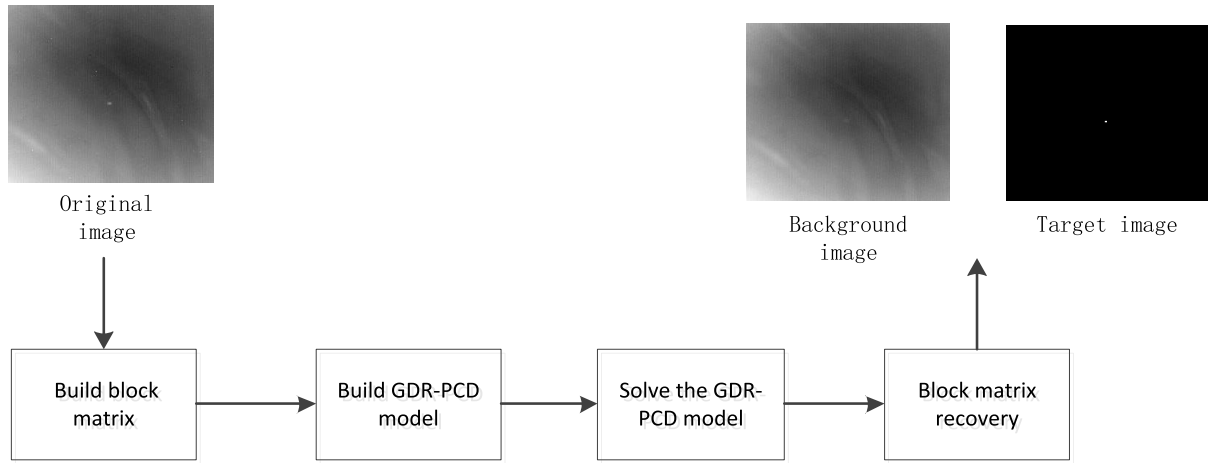 Original
image
Background
image
Target image
Build block
matrix
Build GDR-PCD
model
Solve the GDR-
PCD model
Block matrix
recovery